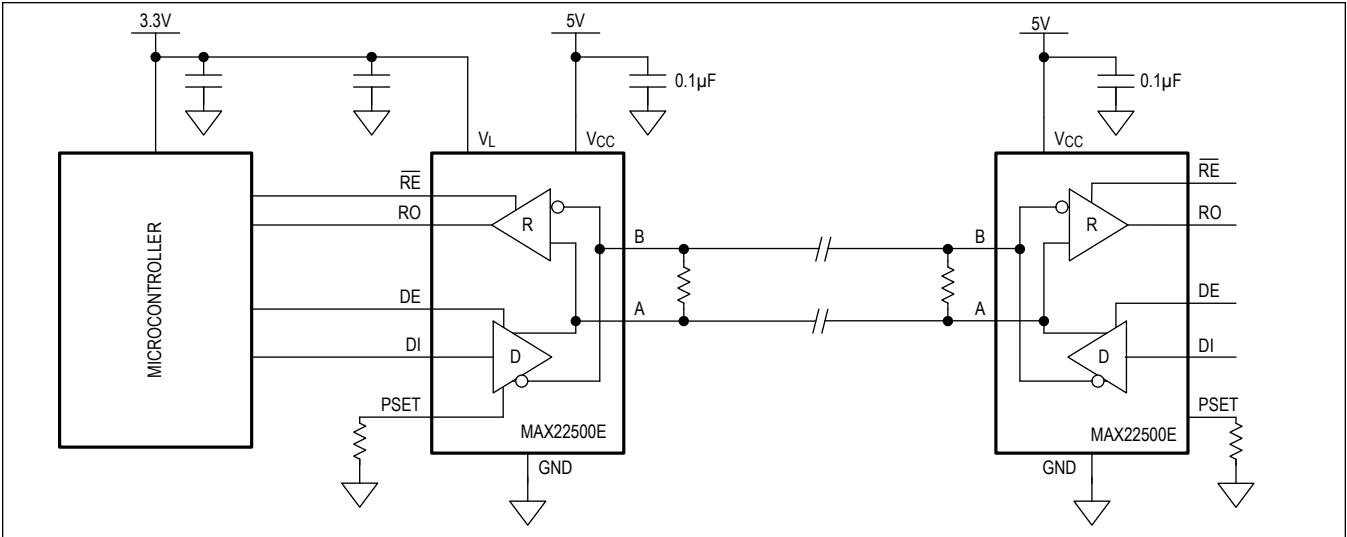 3.3V
5V
5V
0.1µF
0.1µF
VL
VCC
VCC
MICROCONTROLLER
RE
RO
DE
DI
PSET
R
D
MAX22500E
GND
B
A
B
A
R
D
MAX22500E
GND
RE
RO
DE
DI
PSET